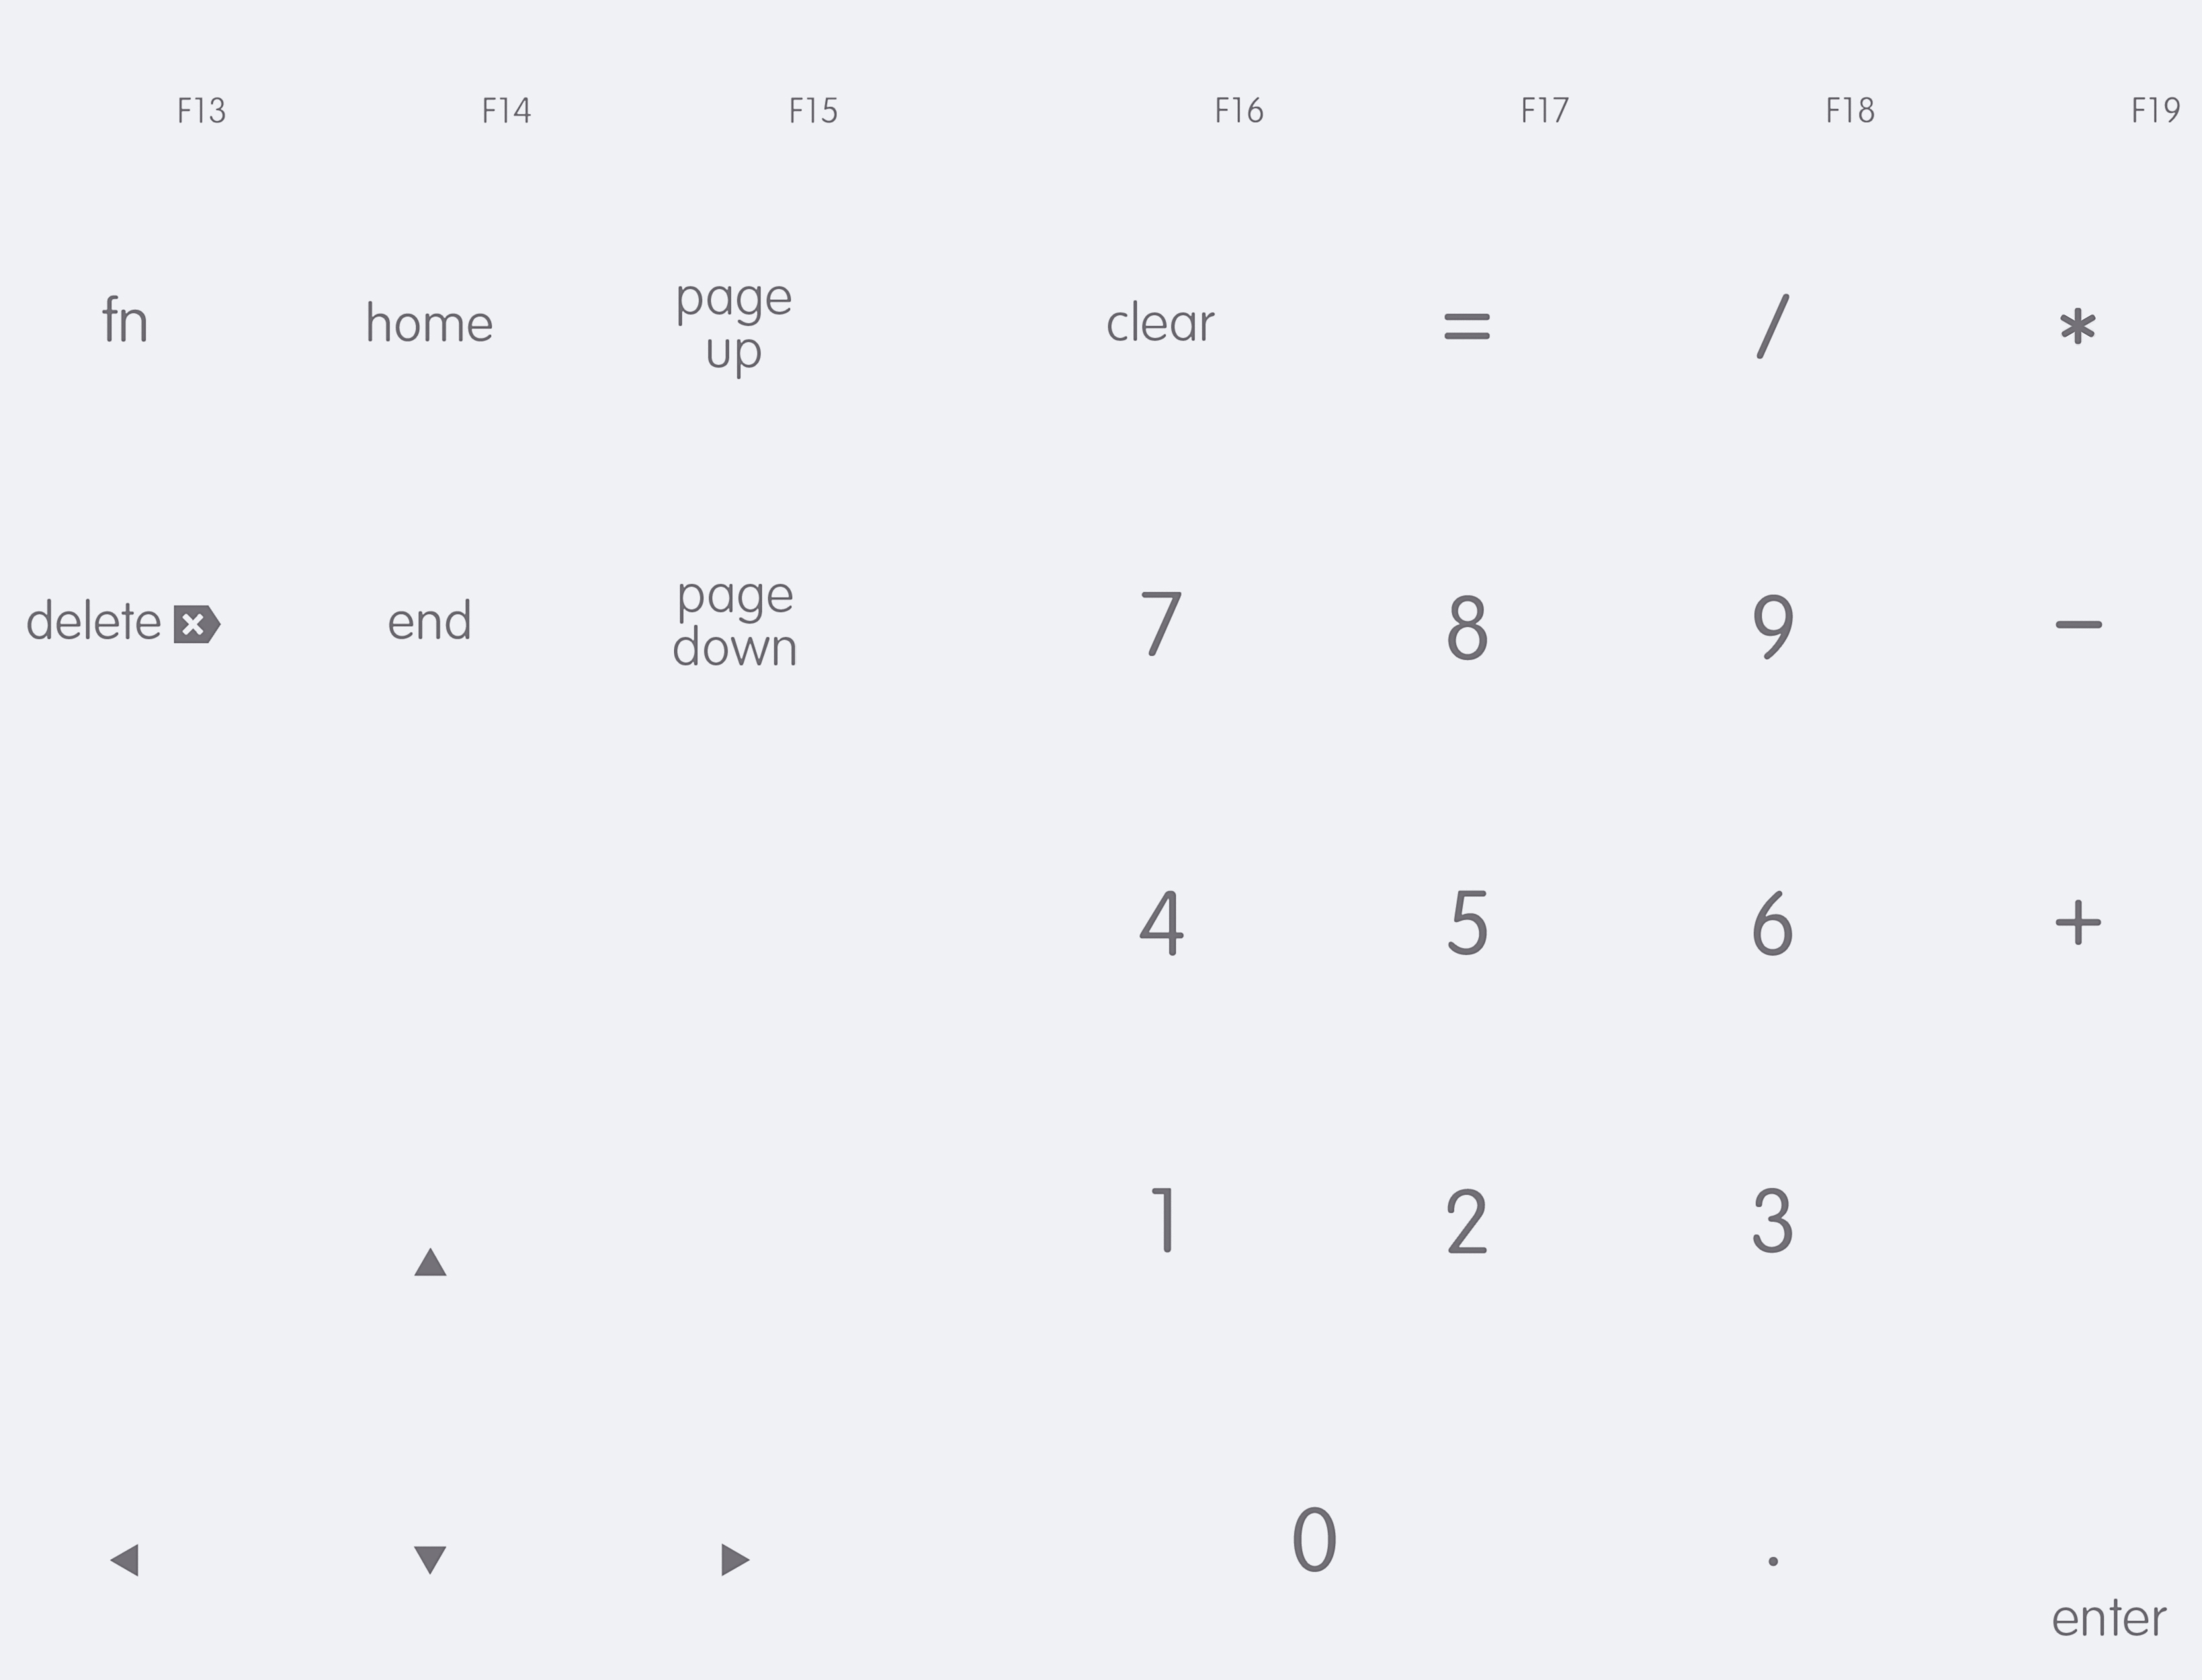 F13 F14 F15 F16 F17 F18 F19
fn home page up clear = / *
delete end page down 7 8 9 −
4 5 6 +
1 2 3
0 .
enter